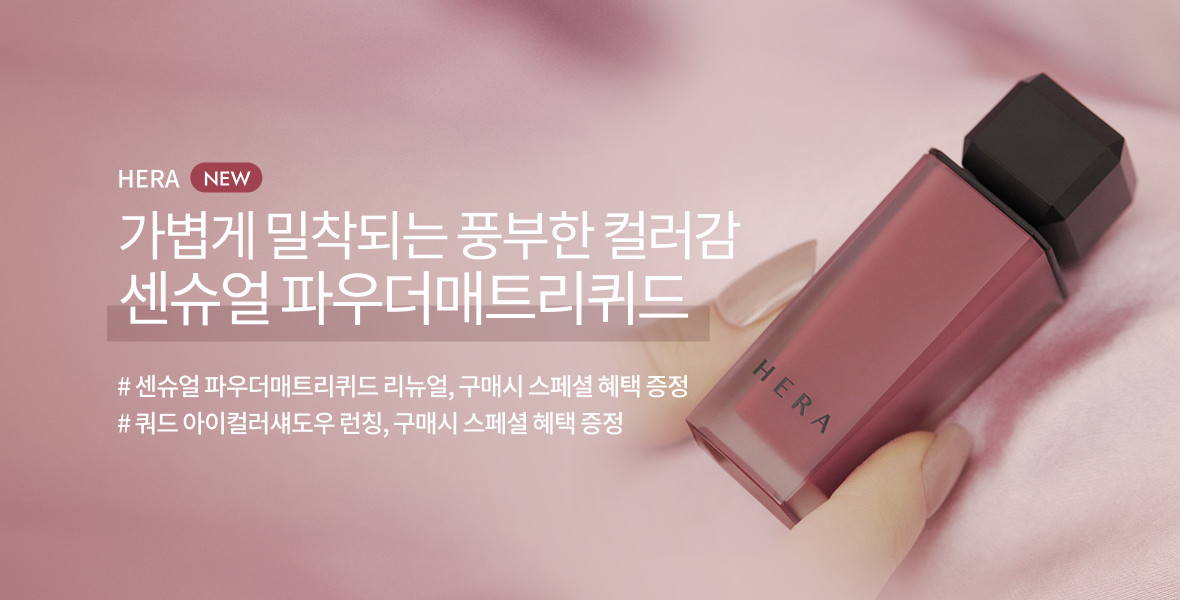 HERA NEW
가볍게 밀착되는 풍부한 컬러감
센슈얼 파우더매트리퀴드
# 센슈얼 파우더매트리퀴드 리뉴얼, 구매시 스페셜 혜택 증정
# 쿼드 아이컬러섀도우 런칭, 구매시 스페셜 혜택 증정
HERA